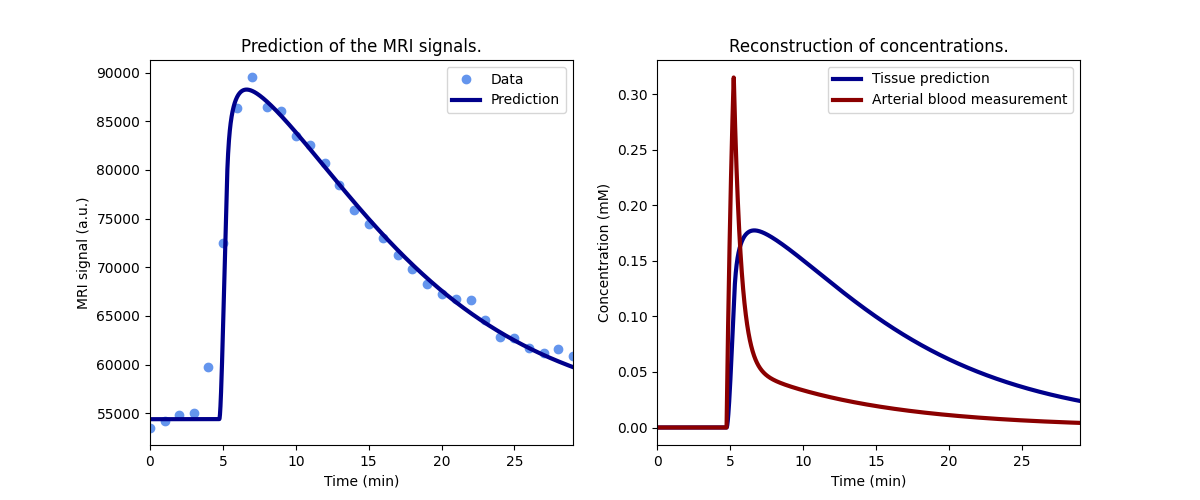 Prediction of the MRI signals.
MRI signal (a.u.)
90000
85000
80000
75000
70000
65000
60000
55000
Data
Prediction
0 5 10 15 20 25
Time (min)
Reconstruction of concentrations.
Concentration (mM)
0.30
0.25
0.20
0.15
0.10
0.05
0.00
Tissue prediction
Arterial blood measurement
0 5 10 15 20 25
Time (min)